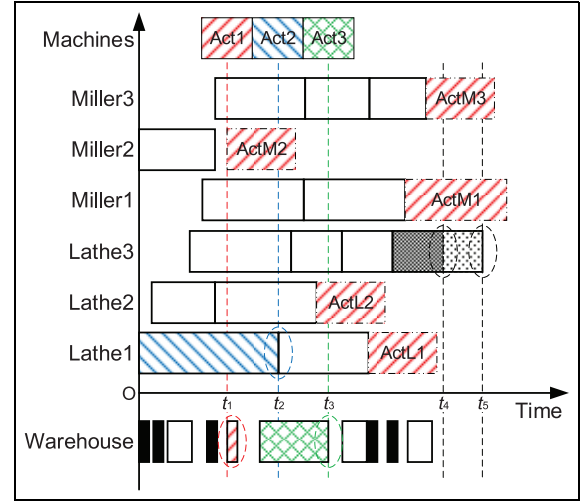 Machines Act1 Act2 Act3
Miller3 ActM3
Miller2 ActM2
Miller1 ActM1
Lathe3
Lathe2 ActL2
Lathe1 ActL1
O t1 t2 t3 t4 t5 Time
Warehouse